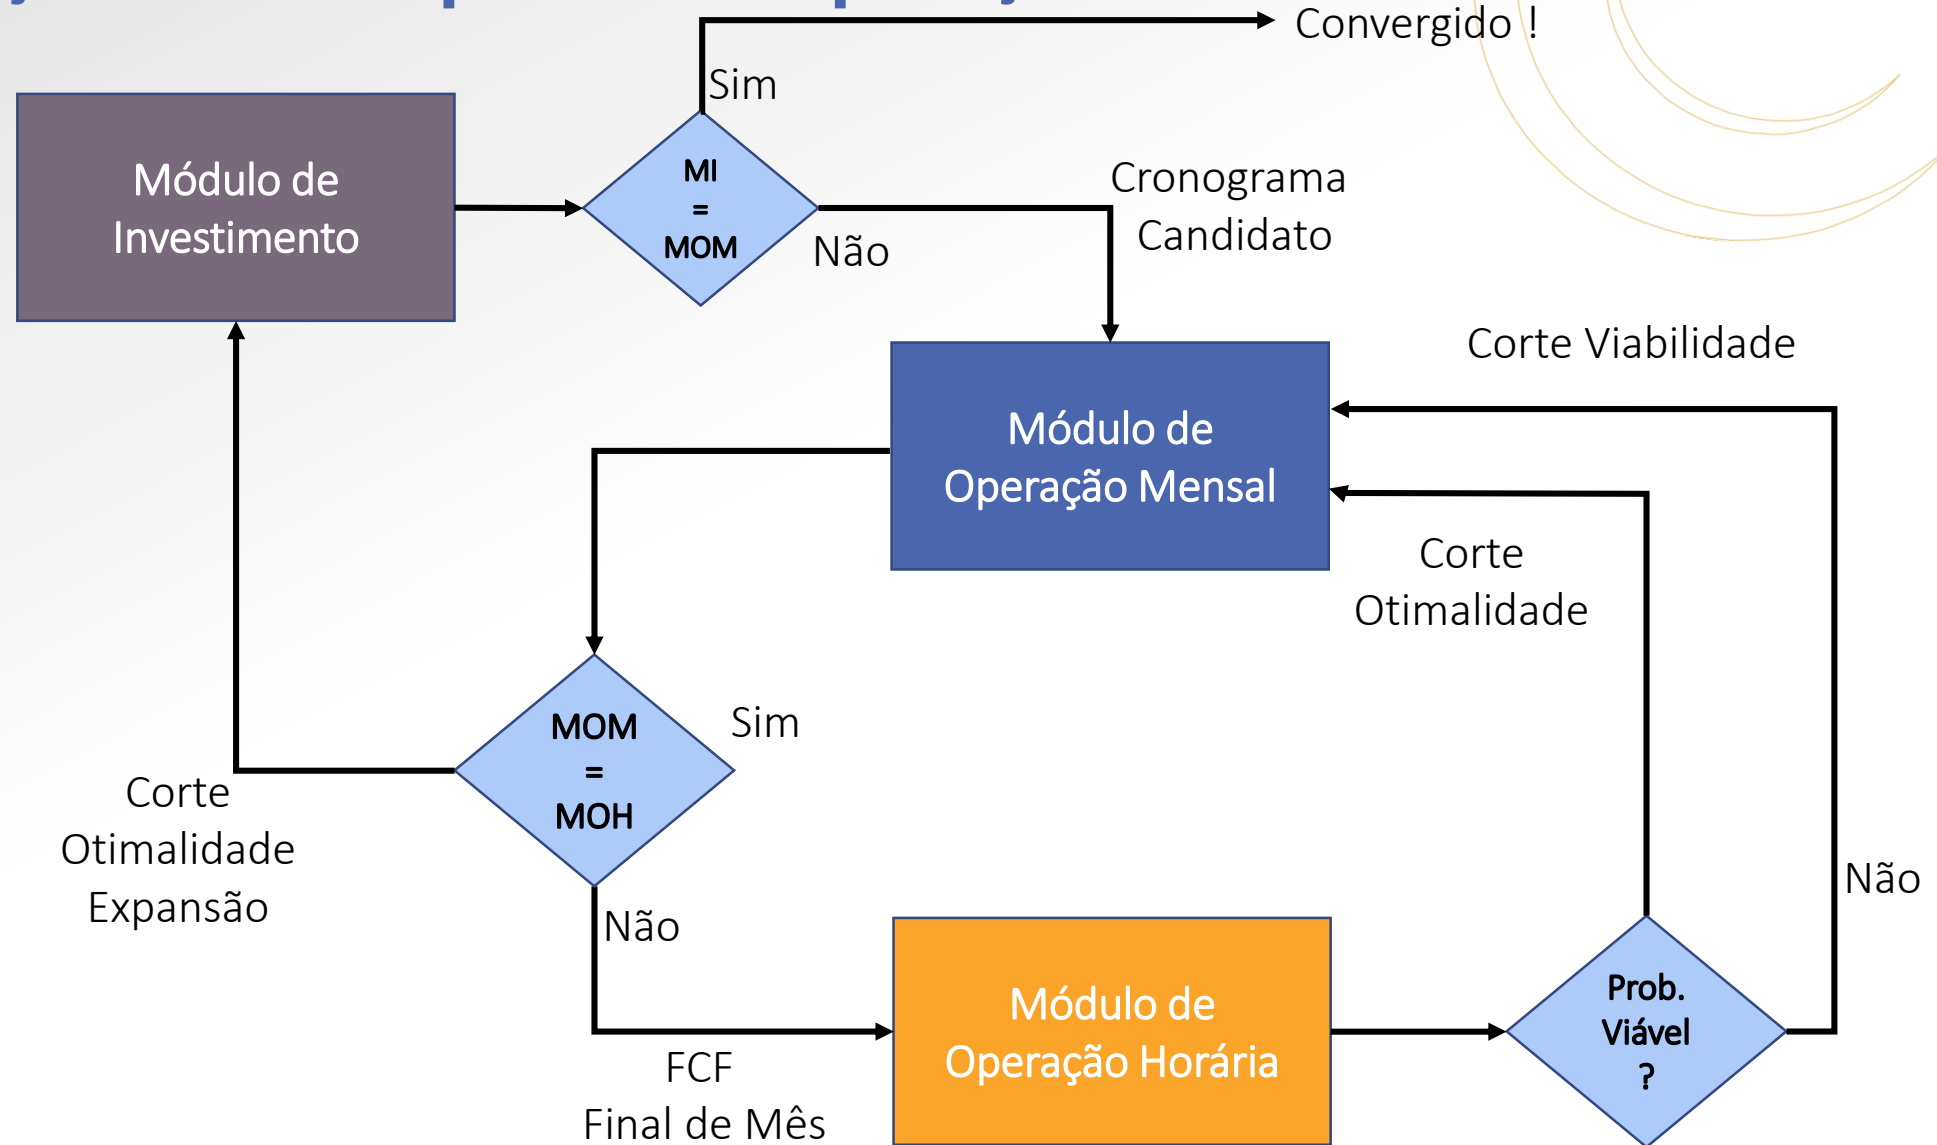 Convergido !
Sim
Módulo de
Investimento
MI
=
MOM
Não
Cronograma
Candidato
Corte Viabilidade
Módulo de
Operação Mensal
Corte
Otimalidade
MOM
=
MOH
Sim
Corte
Otimalidade
Expansão
Não
Não
Módulo de
Operação Horária
Prob.
Viável
?
FCF
Final de Mês